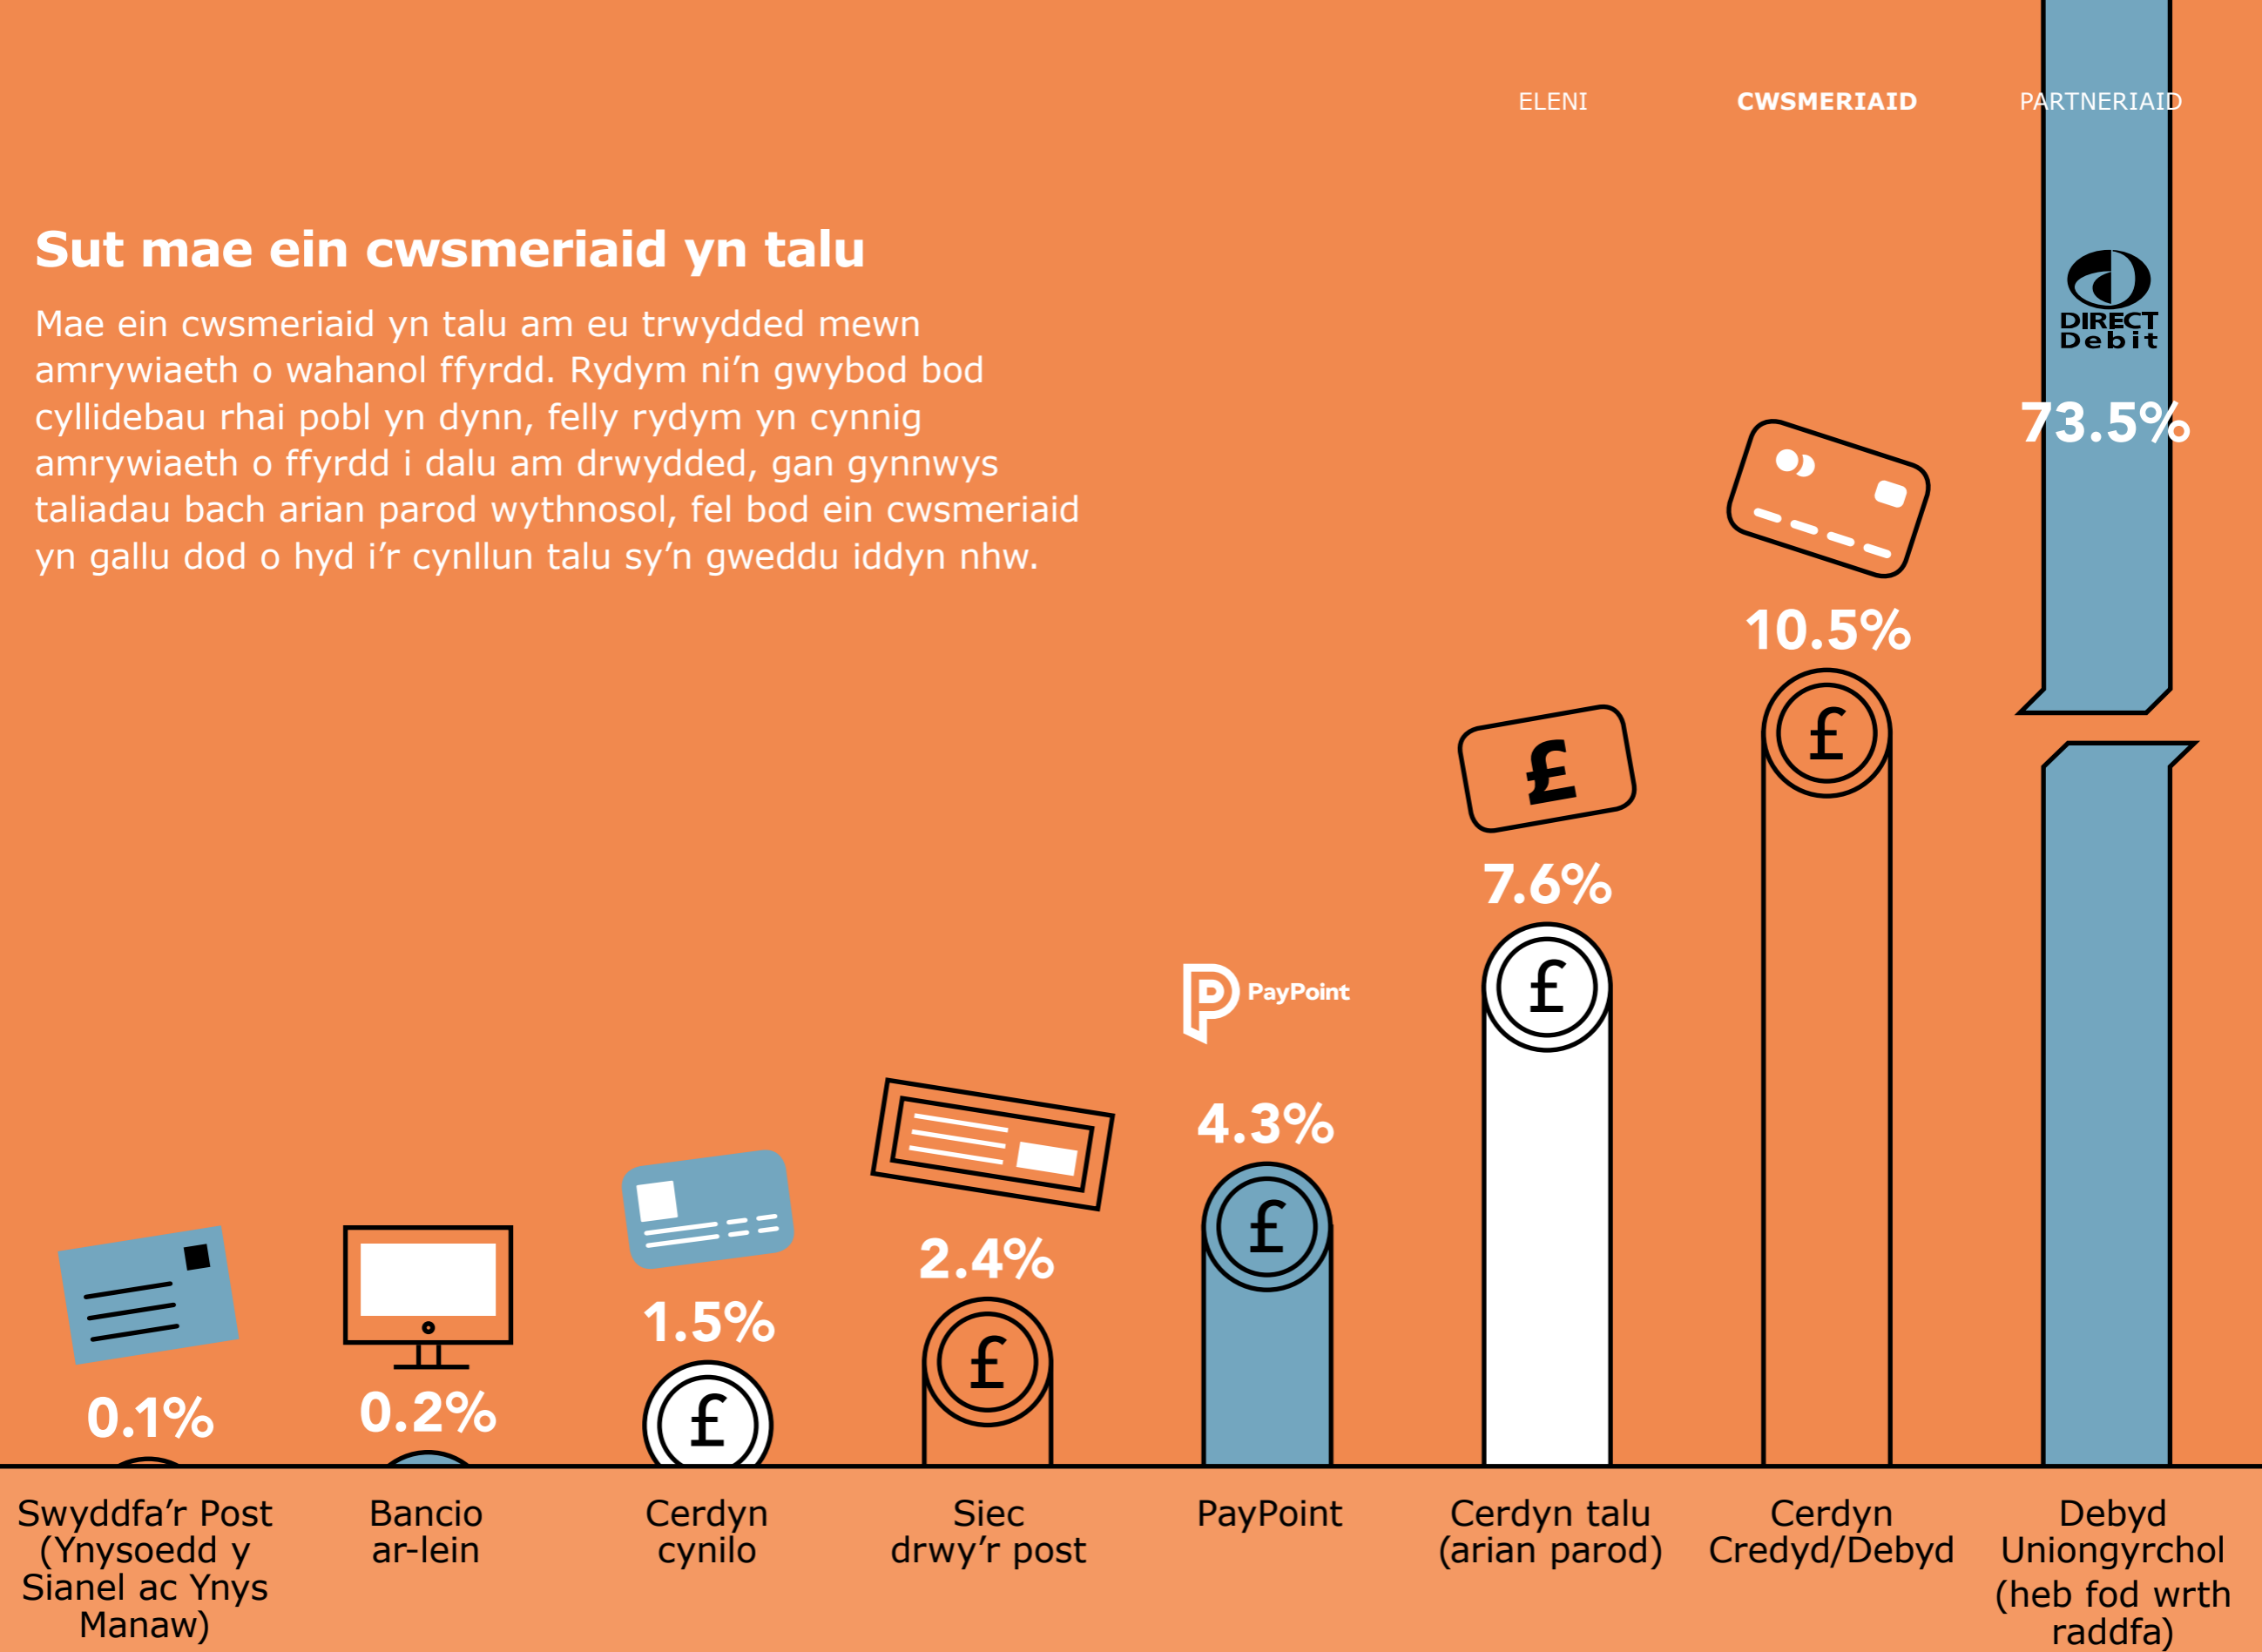 ELENI
CWSMERIAID
PARTNERIAID
Sut mae ein cwsmeriaid yn talu
Mae ein cwsmeriaid yn talu am eu trwydded mewn
amrywiaeth o wahanol ffyrdd. Rydym ni’n gwybod bod
cyllidebau rhai pobl yn dynn, felly rydym yn cynnig
amrywiaeth o ffyrdd i dalu am drwydded, gan gynnwys
taliadau bach arian parod wythnosol, fel bod ein cwsmeriaid
yn gallu dod o hyd i’r cynllun talu sy’n gweddu iddyn nhw.
DIRECT
Debit
73.5%
10.5%
£
£
7.6%
£
PayPoint
4.3%
£
2.4%
£
1.5%
£
0.2%
0.1%
Swyddfa’r Post
(Ynysoedd y
Sianel ac Ynys
Manaw)
Bancio
ar-lein
Cerdyn
cynilo
Siec
drwy’r post
PayPoint
Cerdyn talu
(arian parod)
Cerdyn
Credyd/Debyd
Debyd
Uniongyrchol
(heb fod wrth
raddfa)